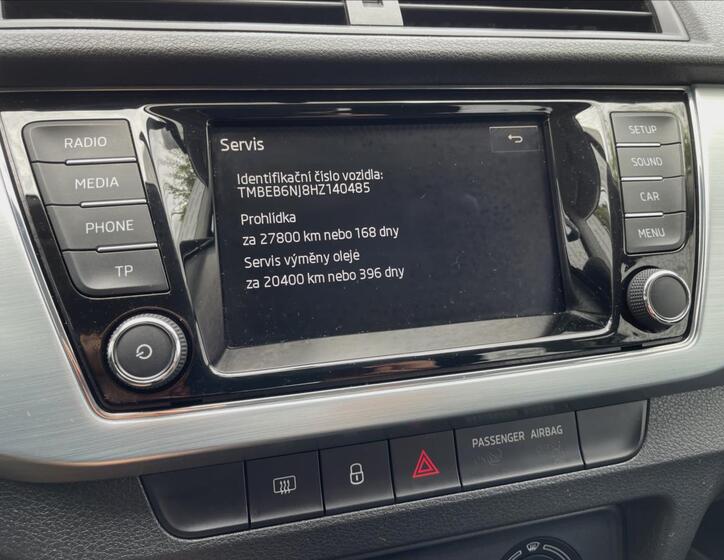 Servis
Identifikační číslo vozidla:
TMBEB6NJ8HZ140485
Prohlídka
za 27800 km nebo 168 dny
Servis výměny oleje
za 20400 km nebo 396 dny
RADIO
MEDIA
PHONE
TP
SETUP
SOUND
CAR
MENU
PASSENGER AIRBAG